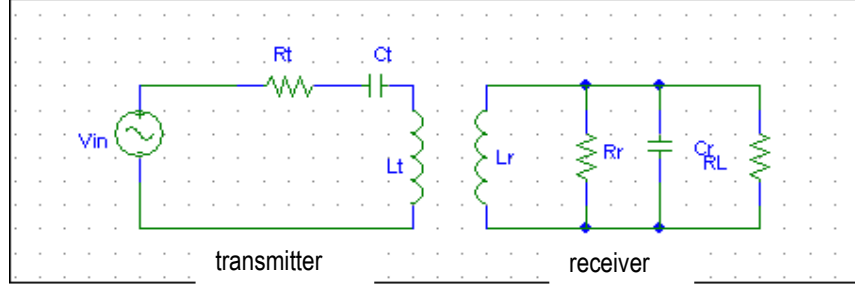 Rt Ct
Vin Lt Lr Rr Cr RL
transmitter receiver